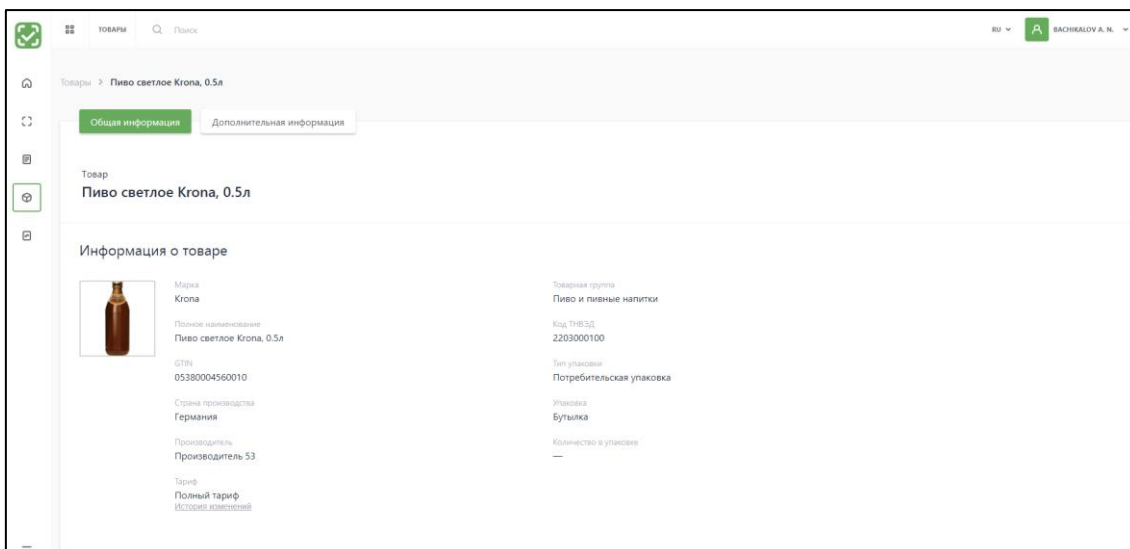 ТОВАРЫ
Поиск
RU
BACHIKALOV A. N.
Товары > Пиво светлое Krona, 0.5л
Общая информация
Дополнительная информация
Товар
Пиво светлое Krona, 0.5л
Информация о товаре
Марка
Krona
Полное наименование
Пиво светлое Krona, 0.5л
GTIN
05380004560010
Страна производства
Германия
Производитель
Производитель 53
Тариф
Полный тариф
История изменений
Товарная группа
Пиво и пивные напитки
Код ТНВЭД
2203000100
Тип упаковки
Потребительская упаковка
Упаковка
Бутылка
Количество в упаковке
—